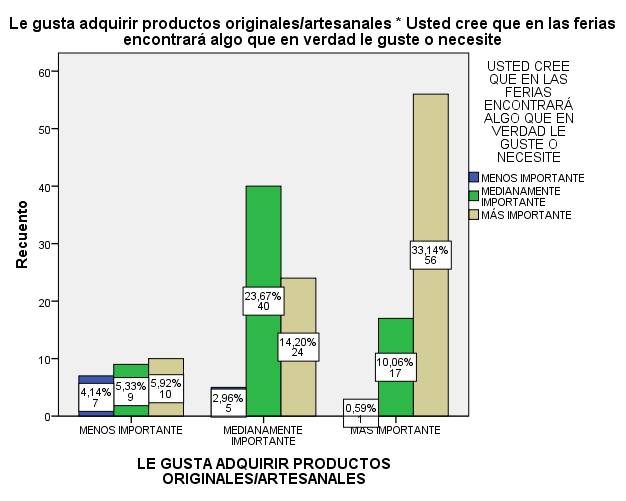 Le gusta adquirir productos originales/artesanales * Usted cree que en las ferias
encontrará algo que en verdad le guste o necesite
USTED CREE
QUE EN LAS
FERIAS
ENCONTRARÁ
ALGO QUE EN
VERDAD LE
GUSTE O
NECESITE
MENOS IMPORTANTE
MEDIANAMENTE
IMPORTANTE
MÁS IMPORTANTE
Recuento
60
50
40
30
20
10
0
4,14%
7
5,33%
9
5,92%
10
2,96%
5
23,67%
40
14,20%
24
0,59%
1
10,06%
17
33,14%
56
MENOS IMPORTANTE
MEDIANAMENTE
IMPORTANTE
MÁS IMPORTANTE
LE GUSTA ADQUIRIR PRODUCTOS
ORIGINALES/ARTESANALES